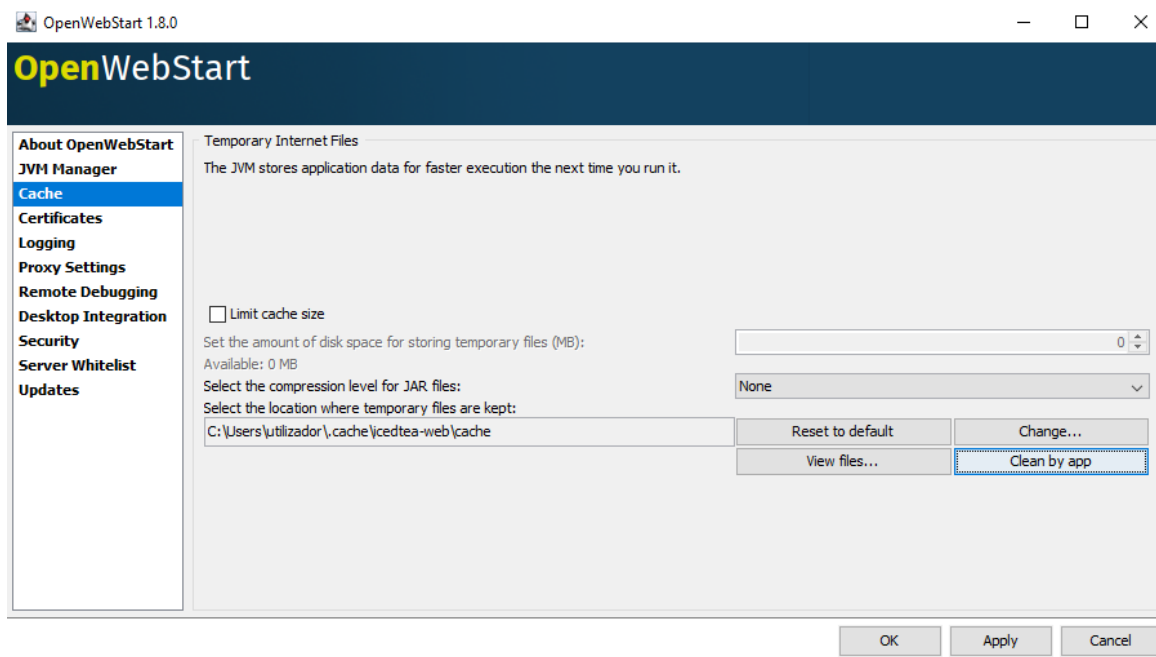 OpenWebStart 1.8.0
OpenWebStart
About OpenWebStart
JVM Manager
Cache
Certificates
Logging
Proxy Settings
Remote Debugging
Desktop Integration
Security
Server Whitelist
Updates
Temporary Internet Files
The JVM stores application data for faster execution the next time you run it.
Limit cache size
Set the amount of disk space for storing temporary files (MB): 0
Available: 0 MB
Select the compression level for JAR files: None
Select the location where temporary files are kept:
C:\Users\utilizador\.cache\icedtea-web\cache Reset to default Change...
View files... Clean by app
OK Apply Cancel